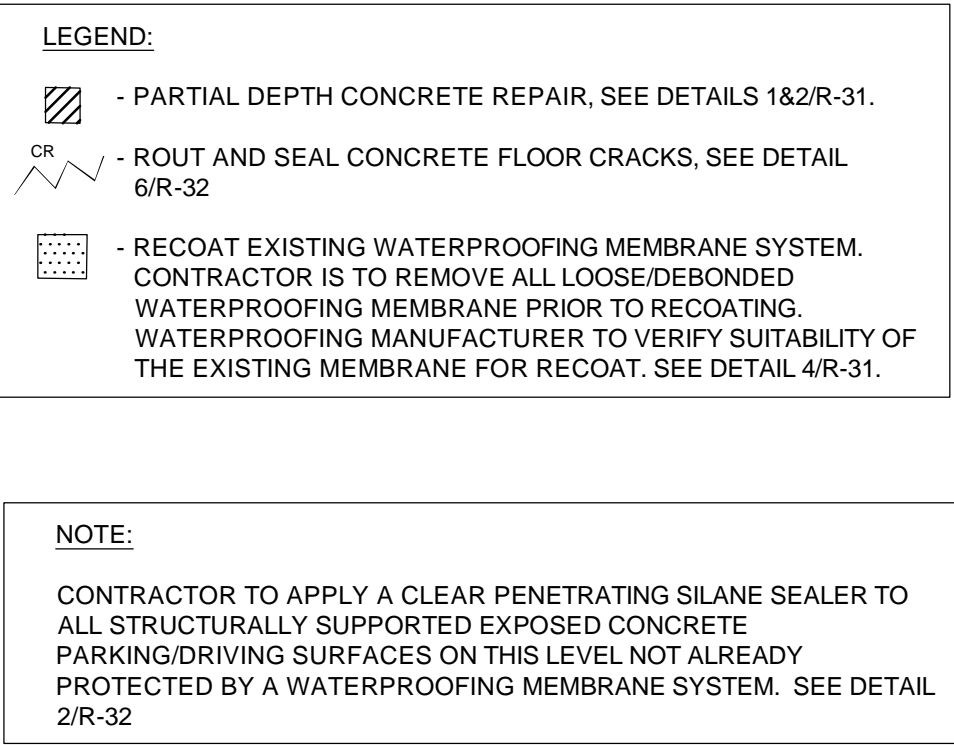 LEGEND:
- PARTIAL DEPTH CONCRETE REPAIR, SEE DETAILS 1&2/R-31.
CR
- ROUT AND SEAL CONCRETE FLOOR CRACKS, SEE DETAIL
6/R-32
- RECOAT EXISTING WATERPROOFING MEMBRANE SYSTEM.
CONTRACTOR IS TO REMOVE ALL LOOSE/DEBONDED
WATERPROOFING MEMBRANE PRIOR TO RECOATING.
WATERPROOFING MANUFACTURER TO VERIFY SUITABILITY OF
THE EXISTING MEMBRANE FOR RECOAT. SEE DETAIL 4/R-31.
NOTE:
CONTRACTOR TO APPLY A CLEAR PENETRATING SILANE SEALER TO
ALL STRUCTURALLY SUPPORTED EXPOSED CONCRETE
PARKING/DRIVING SURFACES ON THIS LEVEL NOT ALREADY
PROTECTED BY A WATERPROOFING MEMBRANE SYSTEM.  SEE DETAIL
2/R-32